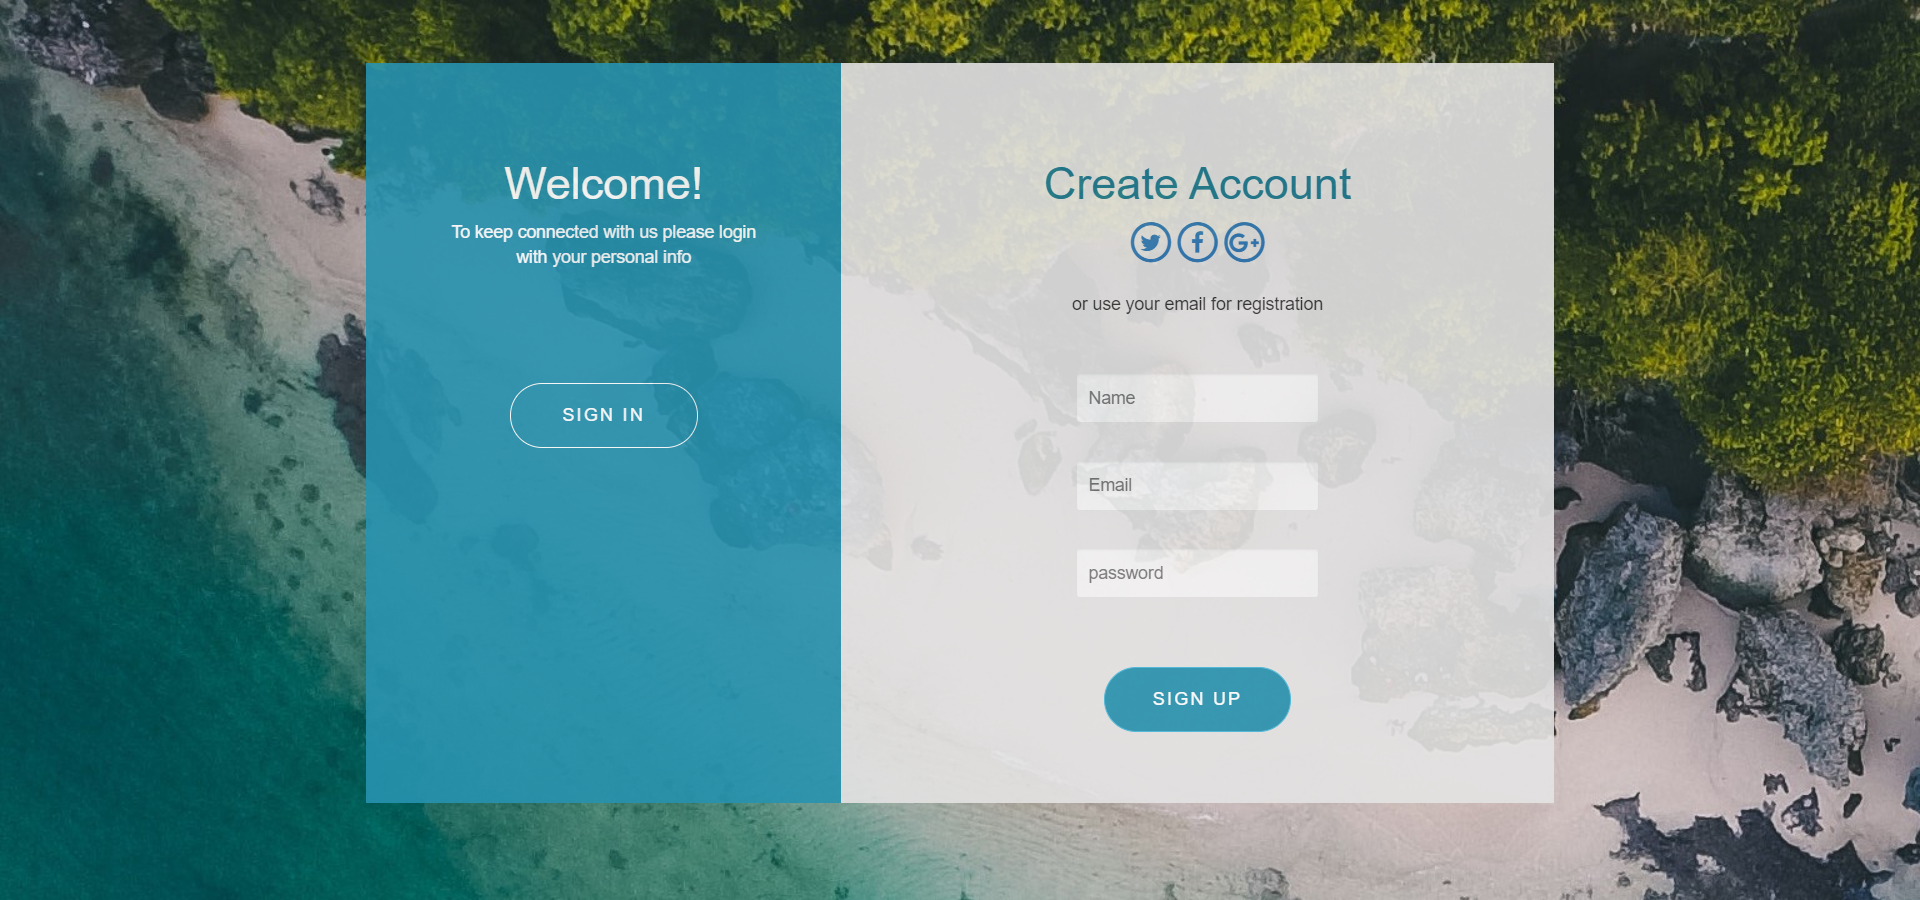 Welcome!
To keep connected with us please login
with your personal info
SIGN IN
Create Account
or use your email for registration
Name
Email
password
SIGN UP